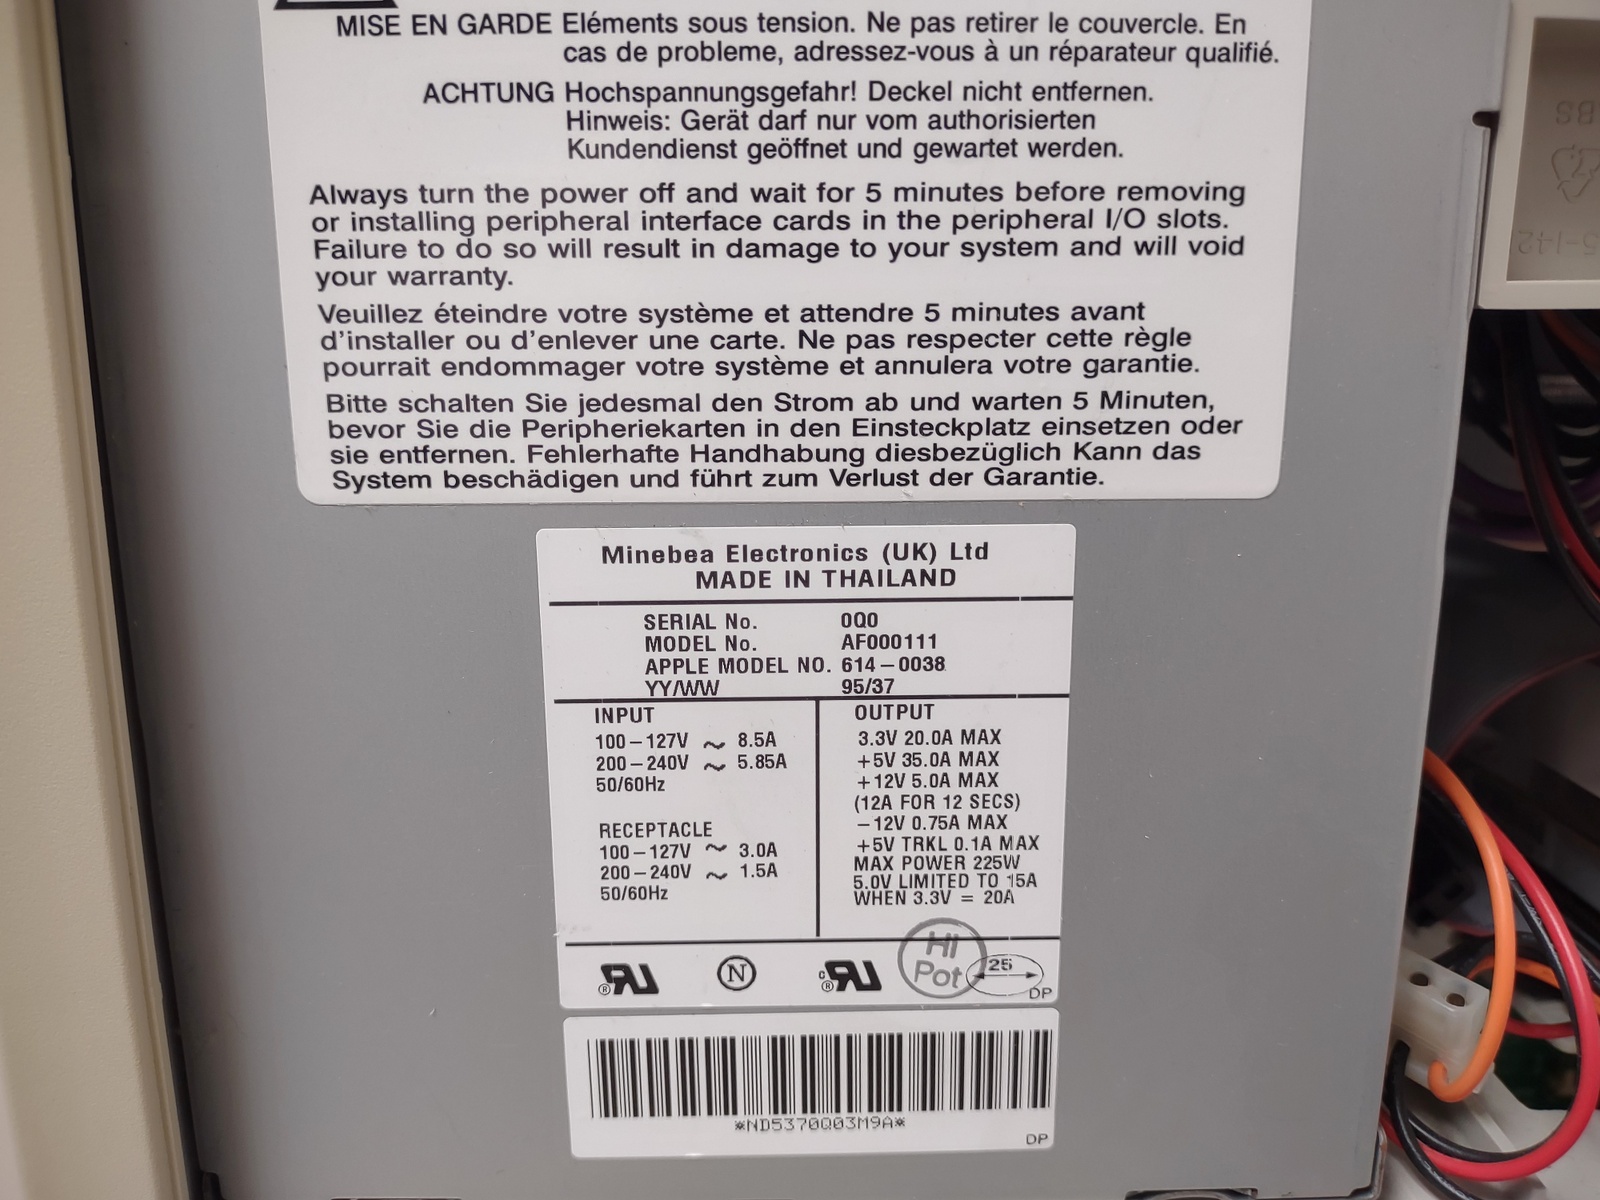 MISE EN GARDE Eléments sous tension. Ne pas retirer le couvercle. En
cas de probleme, adressez-vous à un réparateur qualifié.
ACHTUNG Hochspannungsgefahr! Deckel nicht entfernen.
Hinweis: Gerät darf nur vom authorisierten
Kundendienst geöffnet und gewartet werden.
Always turn the power off and wait for 5 minutes before removing
or installing peripheral interface cards in the peripheral I/O slots.
Failure to do so will result in damage to your system and will void
your warranty.
Veuillez éteindre votre système et attendre 5 minutes avant
d'installer ou d'enlever une carte. Ne pas respecter cette règle
pourrait endommager votre système et annulera votre garantie.
Bitte schalten Sie jedesmal den Strom ab und warten 5 Minuten,
bevor Sie die Peripheriekarten in den Einsteckplatz einsetzen oder
sie entfernen. Fehlerhafte Handhabung diesbezüglich Kann das
System beschädigen und führt zum Verlust der Garantie.
Minebea Electronics (UK) Ltd
MADE IN THAILAND
SERIAL No. 0Q0
MODEL No. AF000111
APPLE MODEL NO. 614-0038
YY/WW 95/37
INPUT
100-127V ~ 8.5A
200-240V ~ 5.85A
50/60Hz
RECEPTACLE
100-127V ~ 3.0A
200-240V ~ 1.5A
50/60Hz
OUTPUT
3.3V 20.0A MAX
+5V 35.0A MAX
+12V 5.0A MAX
(12A FOR 12 SECS)
-12V 0.75A MAX
+5V TRKL 0.1A MAX
MAX POWER 225W
5.0V LIMITED TO 15A
WHEN 3.3V = 20A
N
Hi
Pot
25
DP
*ND5370Q03M9A*
DP